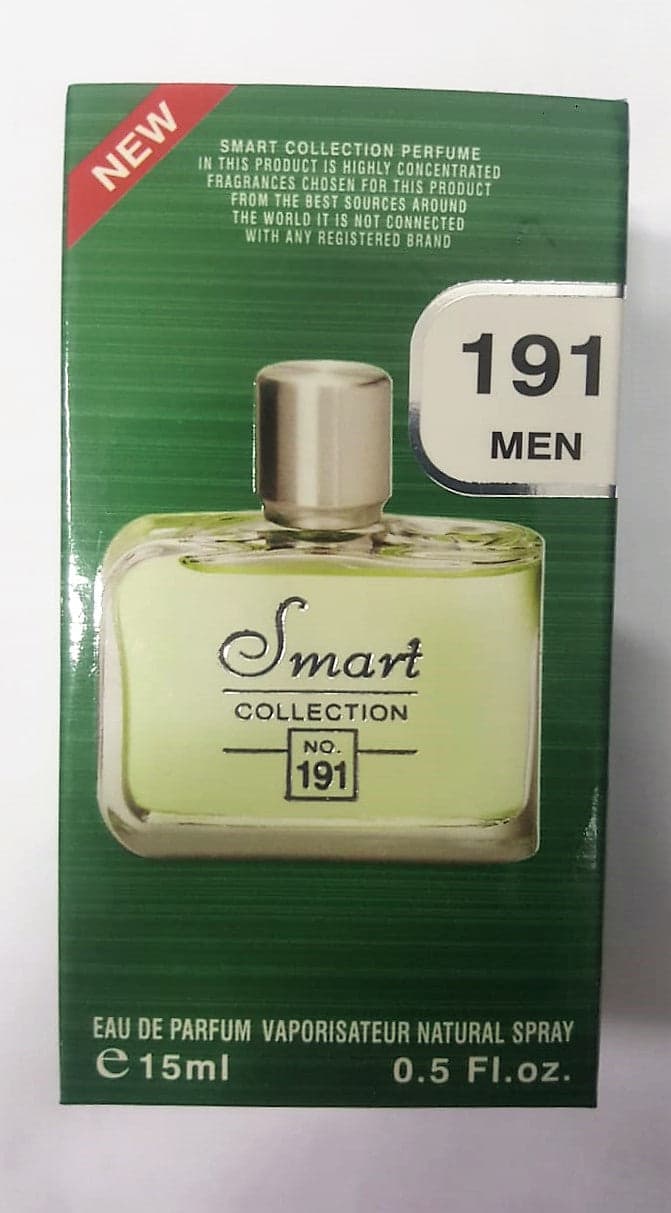 NEW
SMART COLLECTION PERFUME
IN THIS PRODUCT IS HIGHLY CONCENTRATED
FRAGRANCES CHOSEN FOR THIS PRODUCT
FROM THE BEST SOURCES AROUND
THE WORLD IT IS NOT CONNECTED
WITH ANY REGISTERED BRAND
191
MEN
Smart
COLLECTION
NO.
191
EAU DE PARFUM VAPORISATEUR NATURAL SPRAY
℮ 15ml 0.5 Fl.oz.